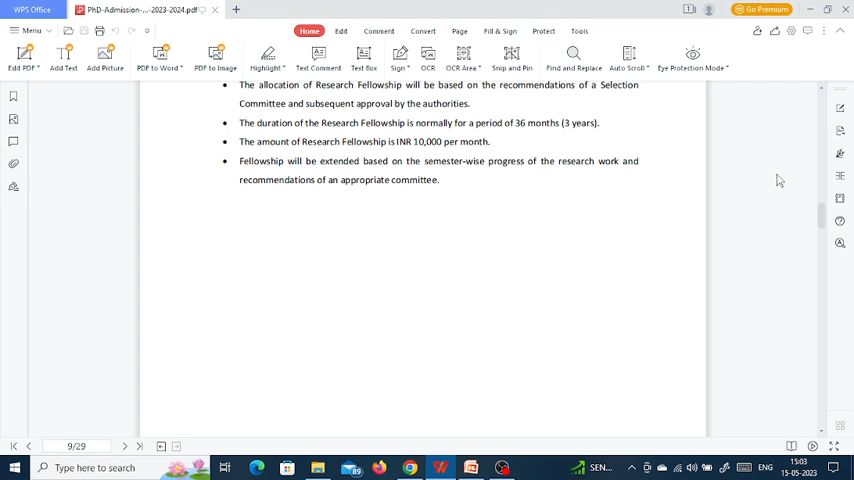 WPS Office
PhD-Admission-...-2023-2024.pdf
Go Premium
Menu
Home
Edit
Comment
Convert
Page
Fill & Sign
Protect
Tools
Edit PDF
Add Text
Add Picture
PDF to Word
PDF to Image
Highlight
Text Comment
Text Box
Sign
OCR
OCR Area
Snip and Pin
Find and Replace
Auto Scroll
Eye Protection Mode
• The allocation of Research Fellowship will be based on the recommendations of a Selection
Committee and subsequent approval by the authorities.
• The duration of the Research Fellowship is normally for a period of 36 months (3 years).
• The amount of Research Fellowship is INR 10,000 per month.
• Fellowship will be extended based on the semester-wise progress of the research work and
recommendations of an appropriate committee.
9/29
Type here to search
89
SEN...
ENG
15:03
15-05-2023